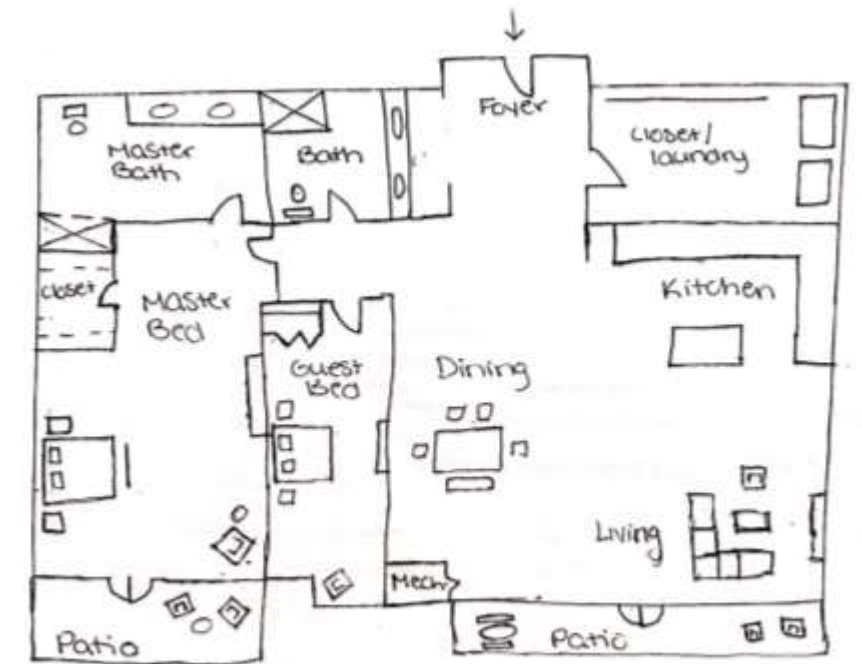 Foyer
Master
Bath
Bath
Closet/
laundry
Closet
Master
Bed
Kitchen
Guest
Bed
Dining
Living
Mech
Patio
Patio